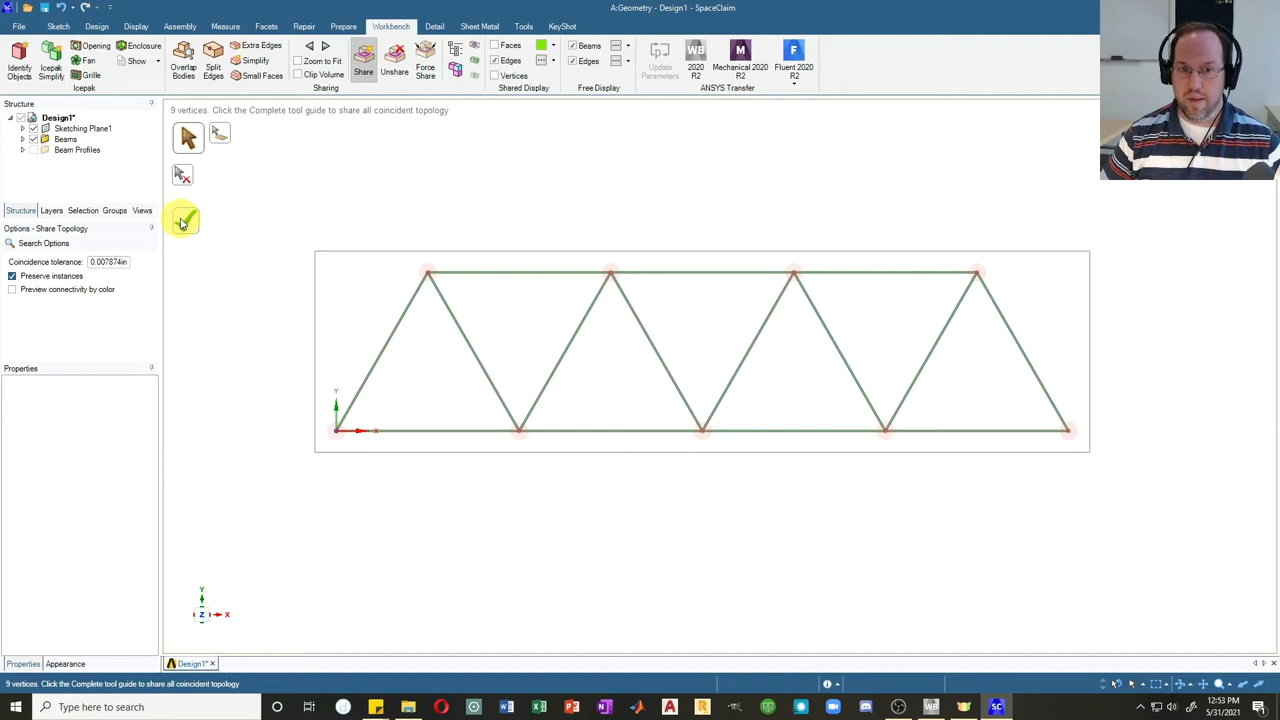 A:Geometry - Design1* - SpaceClaim
File Sketch Design Display Assembly Measure Facets Repair Prepare Workbench Detail Sheet Metal Tools KeyShot
Identify Objects
Icepak Simplify
Opening
Fan
Grille
Enclosure
Show
Icepak
Overlap Bodies
Split Edges
Extra Edges
Simplify
Small Faces
Zoom to Fit
Clip Volume
Sharing
Share
Unshare
Force Share
Faces
Edges
Vertices
Shared Display
Beams
Edges
Free Display
Update Parameters
WB
2020 R2
M
Mechanical 2020 R2
F
Fluent 2020 R2
ANSYS Transfer
Structure
Design1*
Sketching Plane1
Beams
Beam Profiles
Structure Layers Selection Groups Views
Options - Share Topology
Search Options
Coincidence tolerance: 0.007874in
Preserve instances
Preview connectivity by color
Properties
Properties Appearance
9 vertices. Click the Complete tool guide to share all coincident topology
Y
X
Y
Z X
Design1*
9 vertices. Click the Complete tool guide to share all coincident topology
Type here to search
12:53 PM
5/31/2021